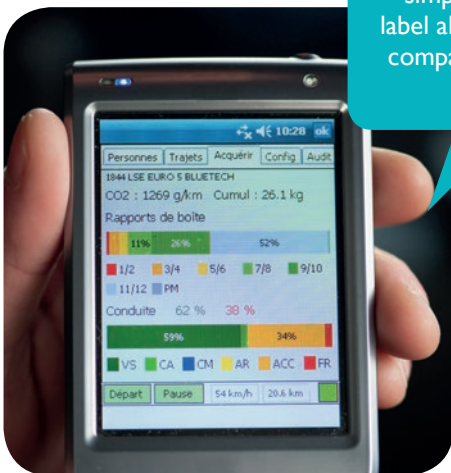 simp
label al
compa
10:28 ok
Personnes Trajets Acquérir Config Audit
1844 LSE EURO 5 BLUETECH
CO2 : 1269 g/km Cumul : 26.1 kg
Rapports de boîte
11% 26% 52%
1/2 3/4 5/6 7/8 9/10
11/12 PM
Conduite 62 % 38 %
59% 34%
VS CA CM AR ACC FR
Départ Pause 54 km/h 20.6 km